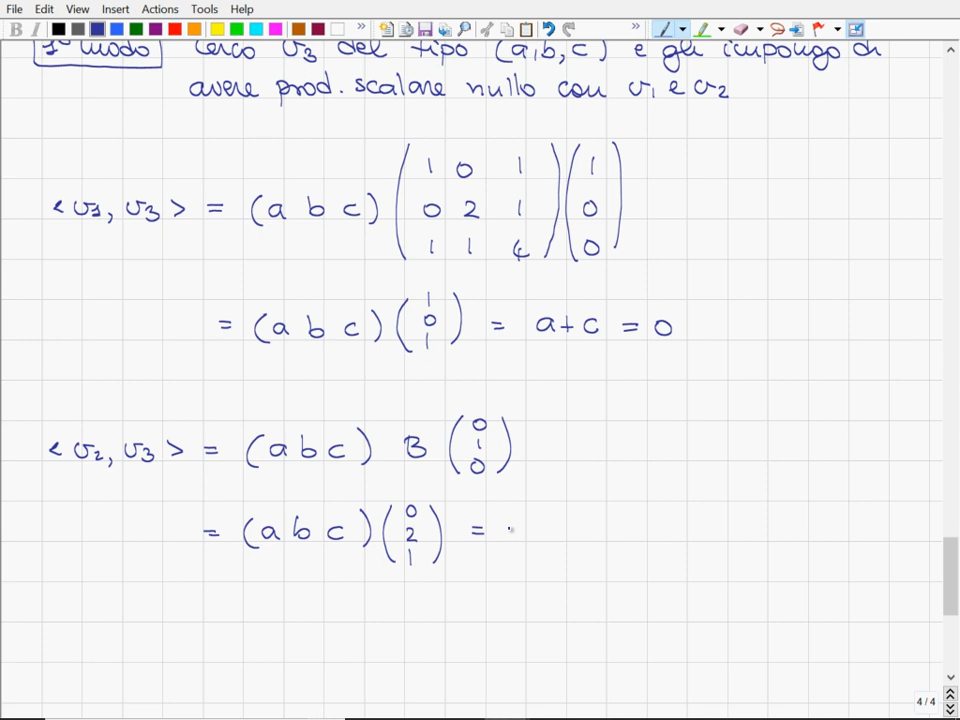 File Edit View Insert Actions Tools Help
1° modo Cerco v3 del tipo (a,b,c) e gli impongo di
avere prod. scalare nullo con v1 e v2
<v1, v3> = (a b c) (1 0 1 / 0 2 1 / 1 1 4) (1 / 0 / 0)
= (a b c) (1 / 0 / 1) = a+c = 0
<v2, v3> = (a b c) B (0 / 1 / 0)
= (a b c) (0 / 2 / 1) =
4 / 4